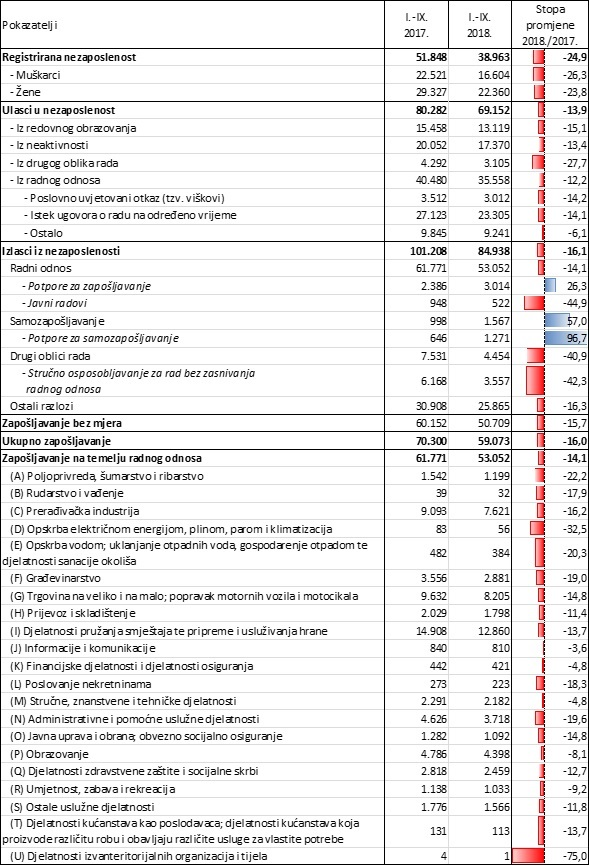 Pokazatelji I.-IX. 2017. I.-IX. 2018. Stopa promjene 2018./2017.
Registrirana nezaposlenost 51.848 38.963 -24,9
- Muškarci 22.521 16.604 -26,3
- Žene 29.327 22.360 -23,8
Ulasci u nezaposlenost 80.282 69.152 -13,9
- Iz redovnog obrazovanja 15.458 13.119 -15,1
- Iz neaktivnosti 20.052 17.370 -13,4
- Iz drugog oblika rada 4.292 3.105 -27,7
- Iz radnog odnosa 40.480 35.558 -12,2
- Poslovno uvjetovani otkaz (tzv. viškovi) 3.512 3.012 -14,2
- Istek ugovora o radu na određeno vrijeme 27.123 23.305 -14,1
- Ostalo 9.845 9.241 -6,1
Izlasci iz nezaposlenosti 101.208 84.938 -16,1
Radni odnos 61.771 53.052 -14,1
- Potpore za zapošljavanje 2.386 3.014 26,3
- Javni radovi 948 522 -44,9
Samozapošljavanje 998 1.567 57,0
- Potpore za samozapošljavanje 646 1.271 96,7
Drugi oblici rada 7.531 4.454 -40,9
- Stručno osposobljavanje za rad bez zasnivanja
radnog odnosa 6.168 3.557 -42,3
Ostali razlozi 30.908 25.865 -16,3
Zapošljavanje bez mjera 60.152 50.709 -15,7
Ukupno zapošljavanje 70.300 59.073 -16,0
Zapošljavanje na temelju radnog odnosa 61.771 53.052 -14,1
(A) Poljoprivreda, šumarstvo i ribarstvo 1.542 1.199 -22,2
(B) Rudarstvo i vađenje 39 32 -17,9
(C) Prerađivačka industrija 9.093 7.621 -16,2
(D) Opskrba električnom energijom, plinom, parom i klimatizacija 83 56 -32,5
(E) Opskrba vodom; uklanjanje otpadnih voda, gospodarenje otpadom te
djelatnosti sanacije okoliša 482 384 -20,3
(F) Građevinarstvo 3.556 2.881 -19,0
(G) Trgovina na veliko i na malo; popravak motornih vozila i motocikala 9.632 8.205 -14,8
(H) Prijevoz i skladištenje 2.029 1.798 -11,4
(I) Djelatnosti pružanja smještaja te pripreme i usluživanja hrane 14.908 12.860 -13,7
(J) Informacije i komunikacije 840 810 -3,6
(K) Financijske djelatnosti i djelatnosti osiguranja 442 421 -4,8
(L) Poslovanje nekretninama 273 223 -18,3
(M) Stručne, znanstvene i tehničke djelatnosti 2.291 2.182 -4,8
(N) Administrativne i pomoćne uslužne djelatnosti 4.626 3.718 -19,6
(O) Javna uprava i obrana; obvezno socijalno osiguranje 1.282 1.092 -14,8
(P) Obrazovanje 4.786 4.398 -8,1
(Q) Djelatnosti zdravstvene zaštite i socijalne skrbi 2.818 2.459 -12,7
(R) Umjetnost, zabava i rekreacija 1.138 1.033 -9,2
(S) Ostale uslužne djelatnosti 1.776 1.566 -11,8
(T) Djelatnosti kućanstava kao poslodavaca; djelatnosti kućanstava koja
proizvode različitu robu i obavljaju različite usluge za vlastite potrebe 131 113 -13,7
(U) Djelatnosti izvanteritorijalnih organizacija i tijela 4 1 -75,0